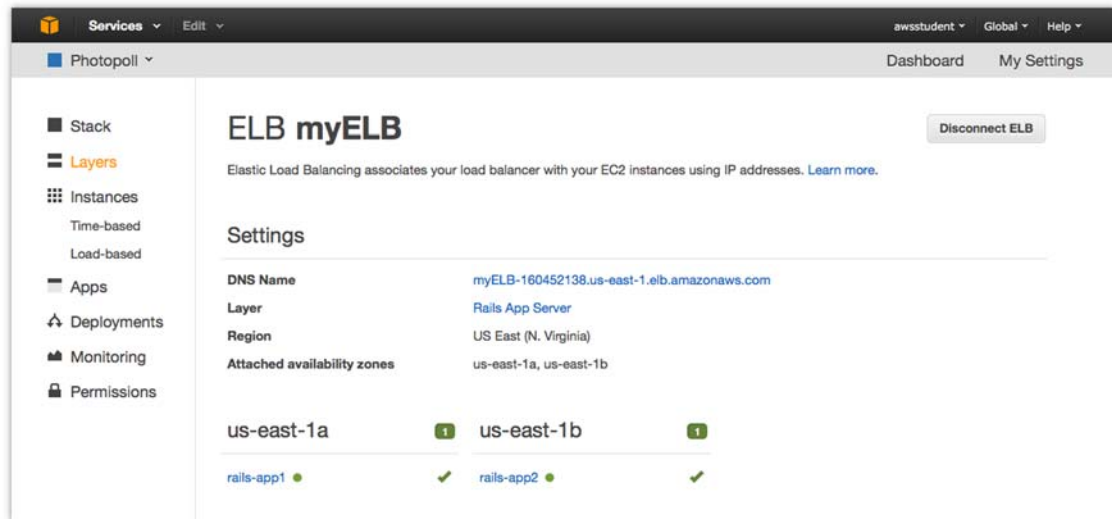 Services Edit awsstudent Global Help
Photopoll Dashboard My Settings
Stack
Layers
Instances
Time-based
Load-based
Apps
Deployments
Monitoring
Permissions
ELB myELB
Disconnect ELB
Elastic Load Balancing associates your load balancer with your EC2 instances using IP addresses. Learn more.
Settings
DNS Name myELB-160452138.us-east-1.elb.amazonaws.com
Layer Rails App Server
Region US East (N. Virginia)
Attached availability zones us-east-1a, us-east-1b
us-east-1a 1 us-east-1b 1
rails-app1 rails-app2